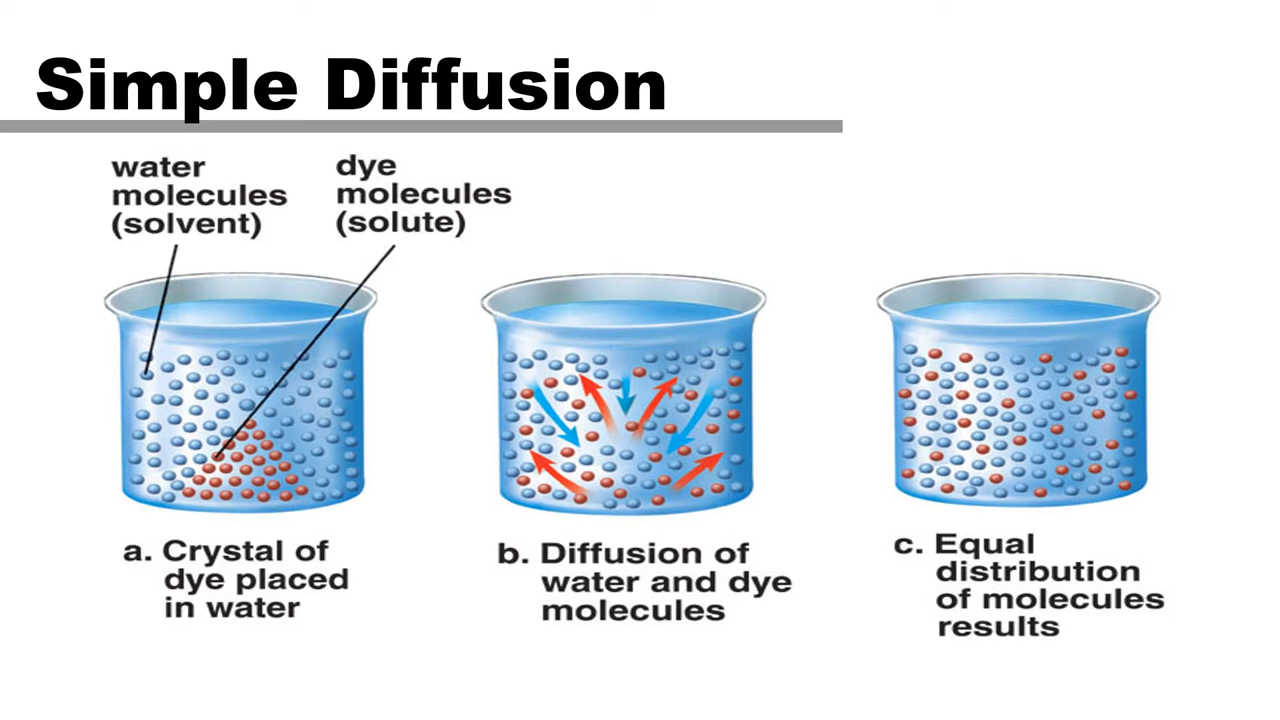 Simple Diffusion
water
molecules
(solvent)
dye
molecules
(solute)
a. Crystal of
dye placed
in water
b. Diffusion of
water and dye
molecules
c. Equal
distribution
of molecules
results